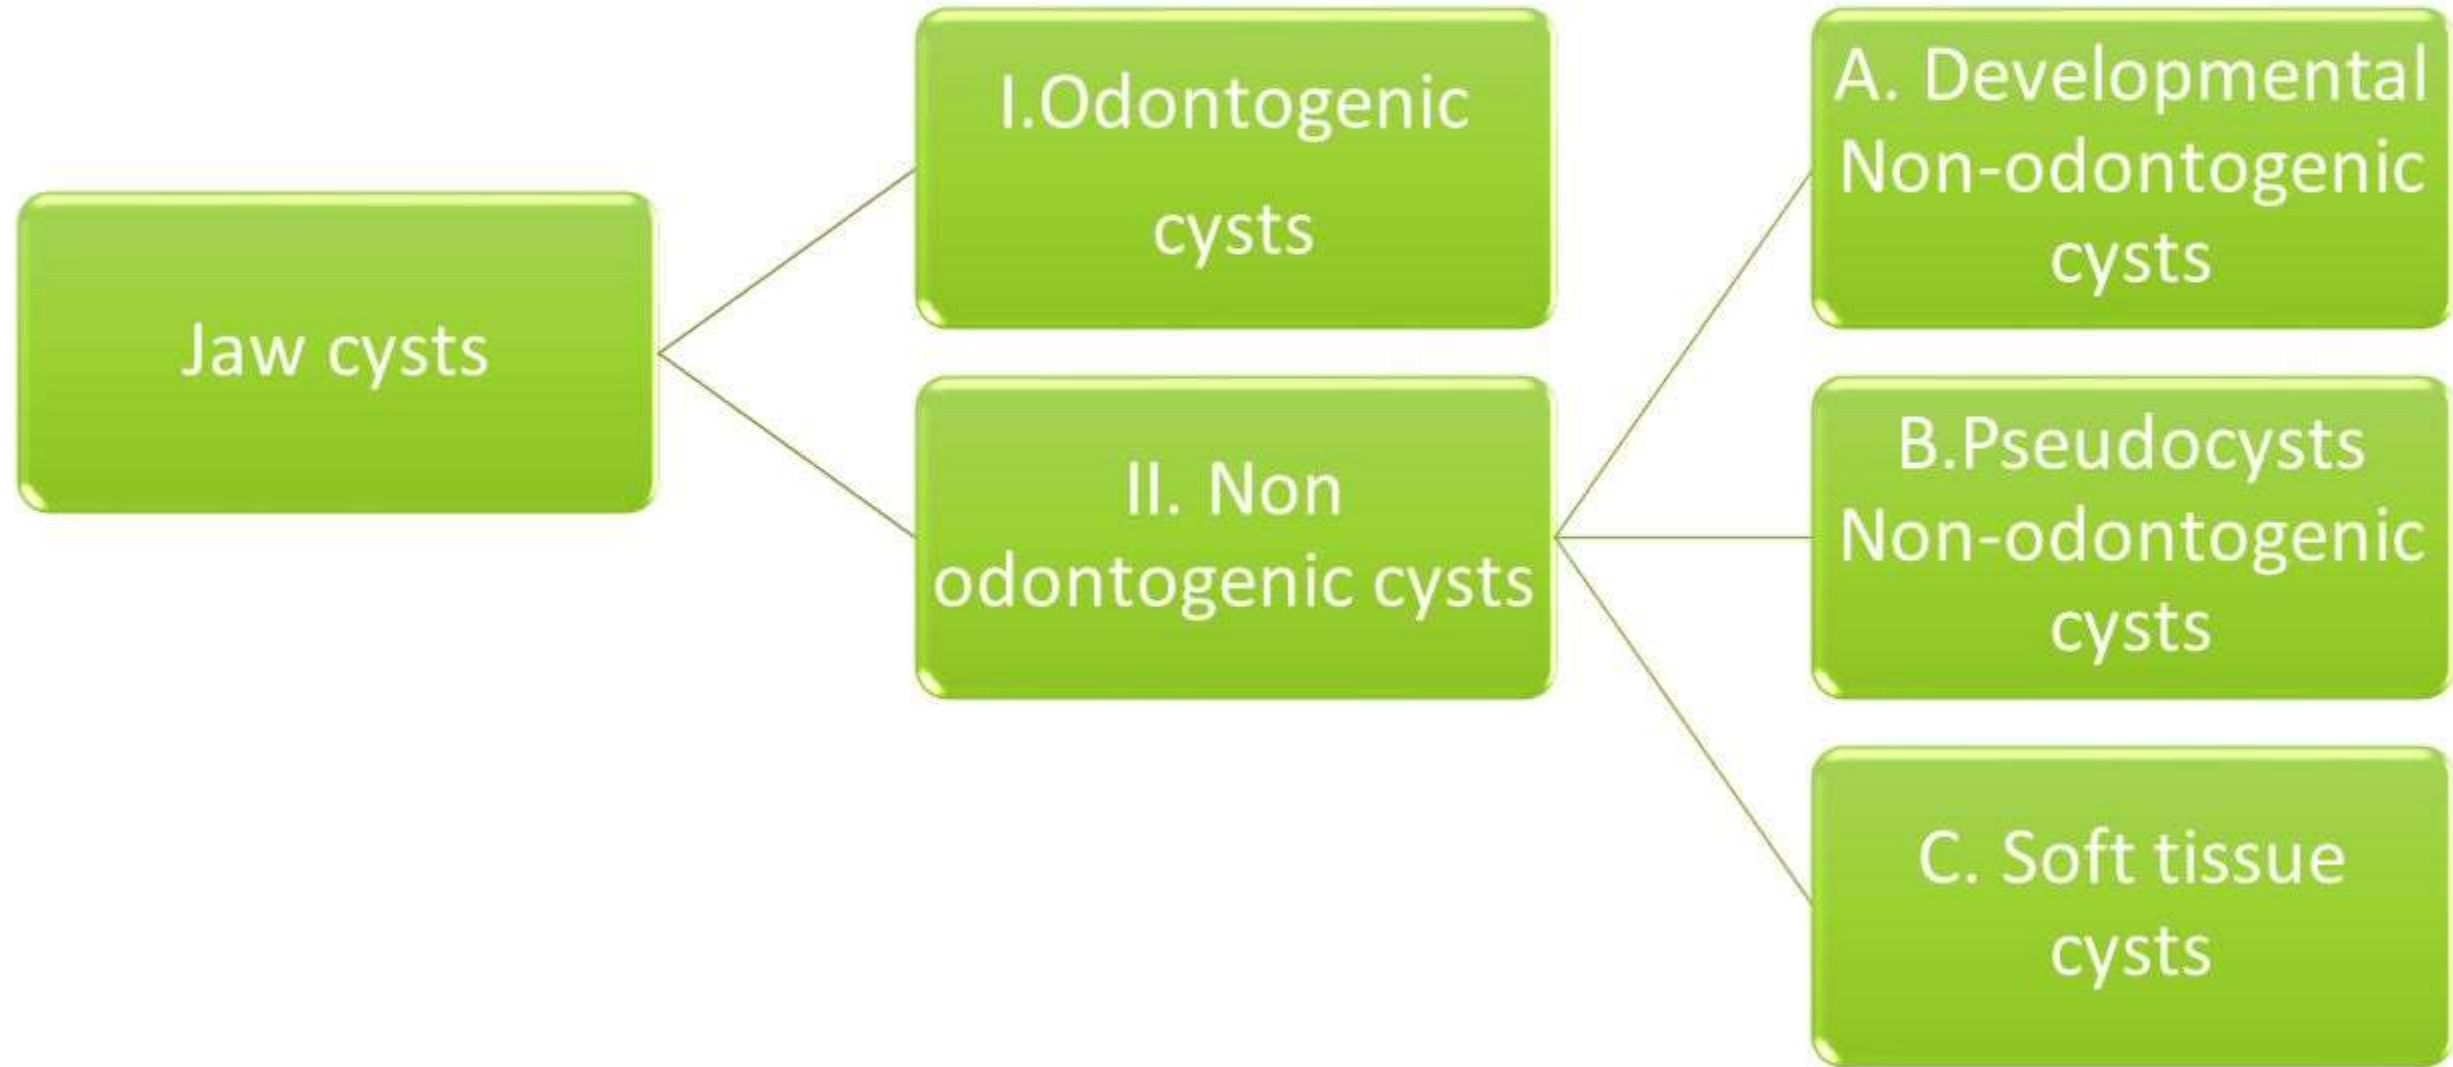 Jaw cysts
I.Odontogenic
cysts
II. Non
odontogenic cysts
A. Developmental
Non-odontogenic
cysts
B.Pseudocysts
Non-odontogenic
cysts
C. Soft tissue
cysts